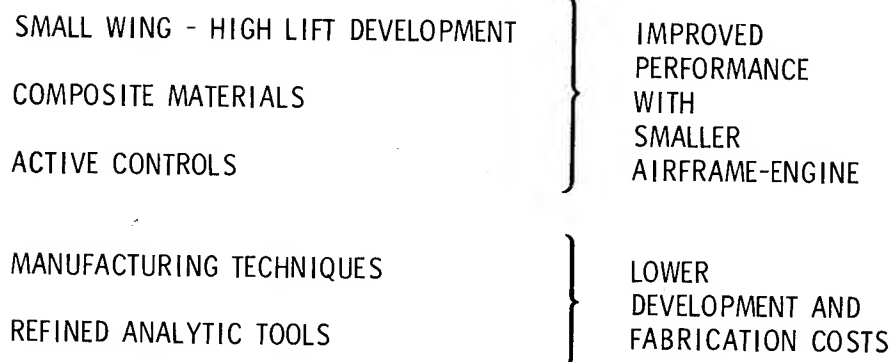 SMALL WING - HIGH LIFT DEVELOPMENT
COMPOSITE MATERIALS
ACTIVE CONTROLS
IMPROVED
PERFORMANCE
WITH
SMALLER
AIRFRAME-ENGINE
MANUFACTURING TECHNIQUES
REFINED ANALYTIC TOOLS
LOWER
DEVELOPMENT AND
FABRICATION COSTS